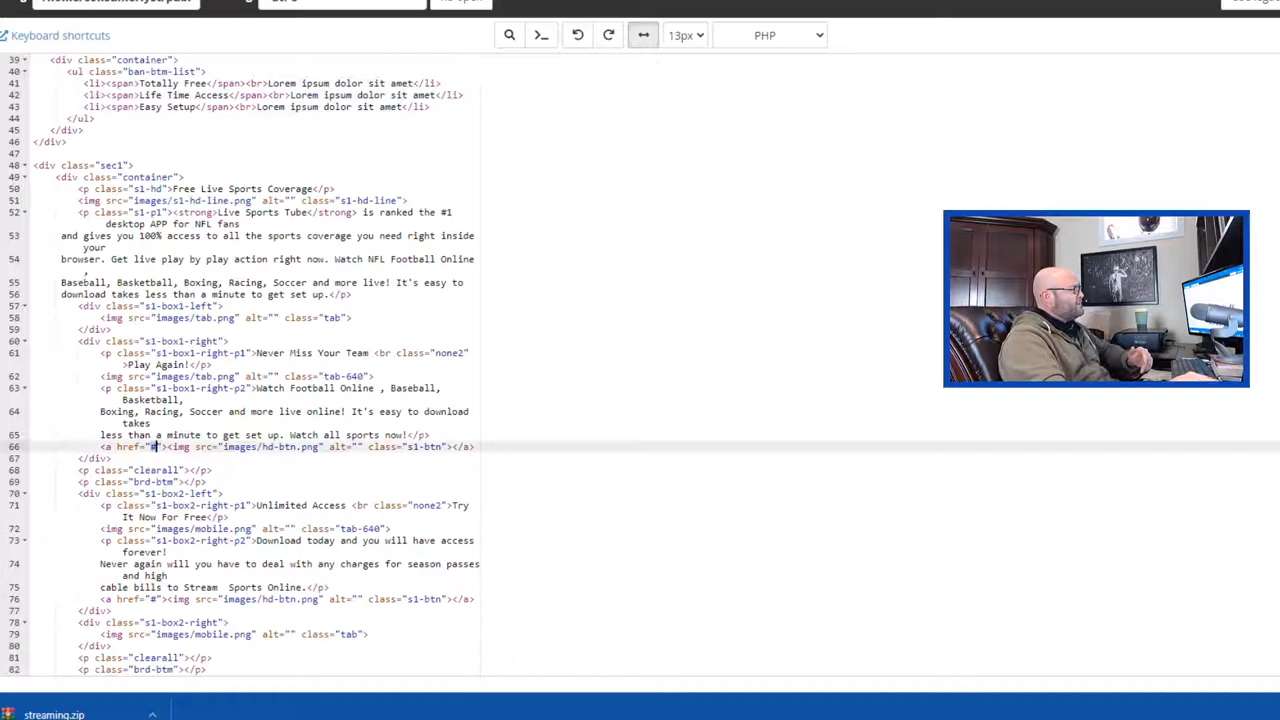 Keyboard shortcuts
13px
PHP
39 <div class="container">
40 <ul class="ban-btm-list">
41 <li><span>Totally Free</span><br>Lorem ipsum dolor sit amet</li>
42 <li><span>Life Time Access</span><br>Lorem ipsum dolor sit amet</li>
43 <li><span>Easy Setup</span><br>Lorem ipsum dolor sit amet</li>
44 </ul>
45 </div>
46 </div>
47
48 <div class="sec1">
49 <div class="container">
50 <p class="s1-hd">Free Live Sports Coverage</p>
51 <img src="images/s1-hd-line.png" alt="" class="s1-hd-line">
52 <p class="s1-p1"><strong>Live Sports Tube</strong> is ranked the #1
desktop APP for NFL fans
53 and gives you 100% access to all the sports coverage you need right inside
your
54 browser. Get live play by play action right now. Watch NFL Football Online
,
55 Baseball, Basketball, Boxing, Racing, Soccer and more live! It's easy to
56 download takes less than a minute to get set up.</p>
57 <div class="s1-box1-left">
58 <img src="images/tab.png" alt="" class="tab">
59 </div>
60 <div class="s1-box1-right">
61 <p class="s1-box1-right-p1">Never Miss Your Team <br class="none2"
>Play Again!</p>
62 <img src="images/tab.png" alt="" class="tab-640">
63 <p class="s1-box1-right-p2">Watch Football Online , Baseball,
Basketball,
64 Boxing, Racing, Soccer and more live online! It's easy to download
takes
65 less than a minute to get set up. Watch all sports now!</p>
66 <a href="#"><img src="images/hd-btn.png" alt="" class="s1-btn"></a>
67 </div>
68 <p class="clearall"></p>
69 <p class="brd-btm"></p>
70 <div class="s1-box2-left">
71 <p class="s1-box2-right-p1">Unlimited Access <br class="none2">Try
It Now For Free</p>
72 <img src="images/mobile.png" alt="" class="tab-640">
73 <p class="s1-box2-right-p2">Download today and you will have access
forever!
74 Never again will you have to deal with any charges for season passes
and high
75 cable bills to Stream  Sports Online.</p>
76 <a href="#"><img src="images/hd-btn.png" alt="" class="s1-btn"></a>
77 </div>
78 <div class="s1-box2-right">
79 <img src="images/mobile.png" alt="" class="tab">
80 </div>
81 <p class="clearall"></p>
82 <p class="brd-btm"></p>
streaming.zip